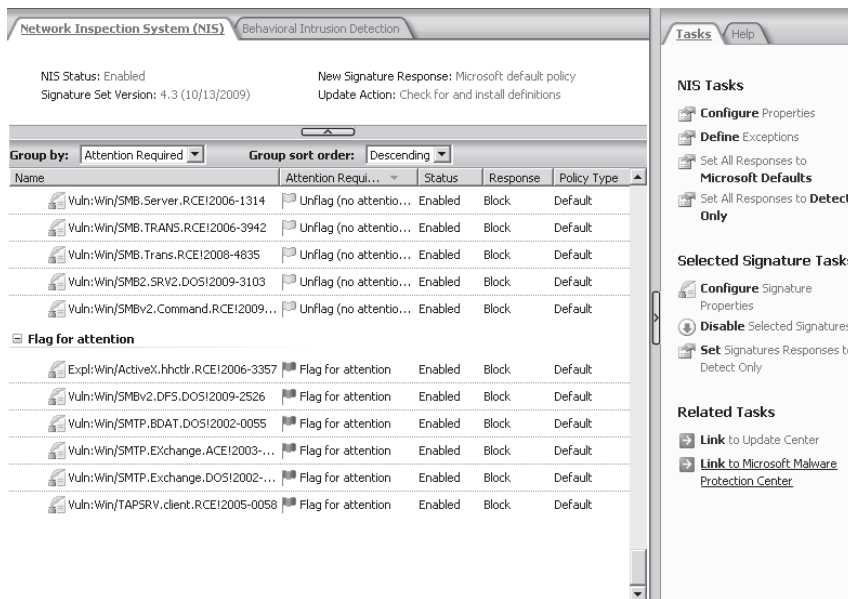 Network Inspection System (NIS)
Behavioral Intrusion Detection
NIS Status: Enabled
New Signature Response: Microsoft default policy
Signature Set Version: 4.3 (10/13/2009)
Update Action: Check for and install definitions
Group by: Attention Required
Group sort order: Descending
Name Attention Requi... Status Response Policy Type
Vuln:Win/SMB.Server.RCE!2006-1314 Unflag (no attentio... Enabled Block Default
Vuln:Win/SMB.TRANS.RCE!2006-3942 Unflag (no attentio... Enabled Block Default
Vuln:Win/SMB.Trans.RCE!2008-4835 Unflag (no attentio... Enabled Block Default
Vuln:Win/SMB2.SRV2.DOS!2009-3103 Unflag (no attentio... Enabled Block Default
Vuln:Win/SMBv2.Command.RCE!2009... Unflag (no attentio... Enabled Block Default
Flag for attention
Expl:Win/ActiveX.hhctlr.RCE!2006-3357 Flag for attention Enabled Block Default
Vuln:Win/SMBv2.DFS.DOS!2009-2526 Flag for attention Enabled Block Default
Vuln:Win/SMTP.BDAT.DOS!2002-0055 Flag for attention Enabled Block Default
Vuln:Win/SMTP.EXchange.ACE!2003-... Flag for attention Enabled Block Default
Vuln:Win/SMTP.Exchange.DOS!2002-... Flag for attention Enabled Block Default
Vuln:Win/TAPSRV.client.RCE!2005-0058 Flag for attention Enabled Block Default
Tasks
Help
NIS Tasks
Configure Properties
Define Exceptions
Set All Responses to
Microsoft Defaults
Set All Responses to Detect
Only
Selected Signature Tasks
Configure Signature
Properties
Disable Selected Signatures
Set Signatures Responses to
Detect Only
Related Tasks
Link to Update Center
Link to Microsoft Malware
Protection Center